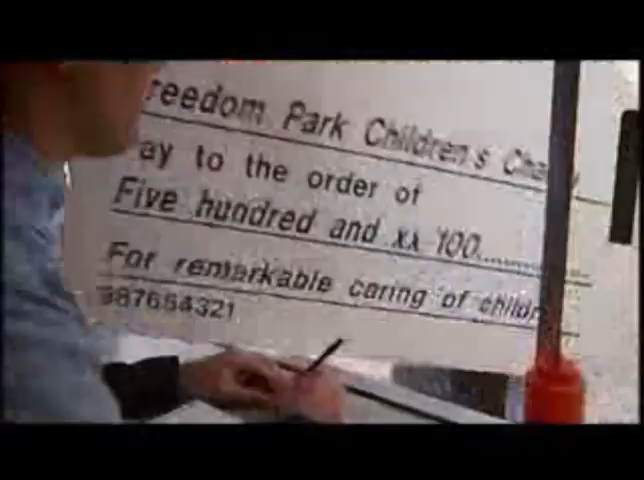 reedom Park Children's Cha
ay to the order of
Five hundred and xx 100
For remarkable caring of childr
987654321